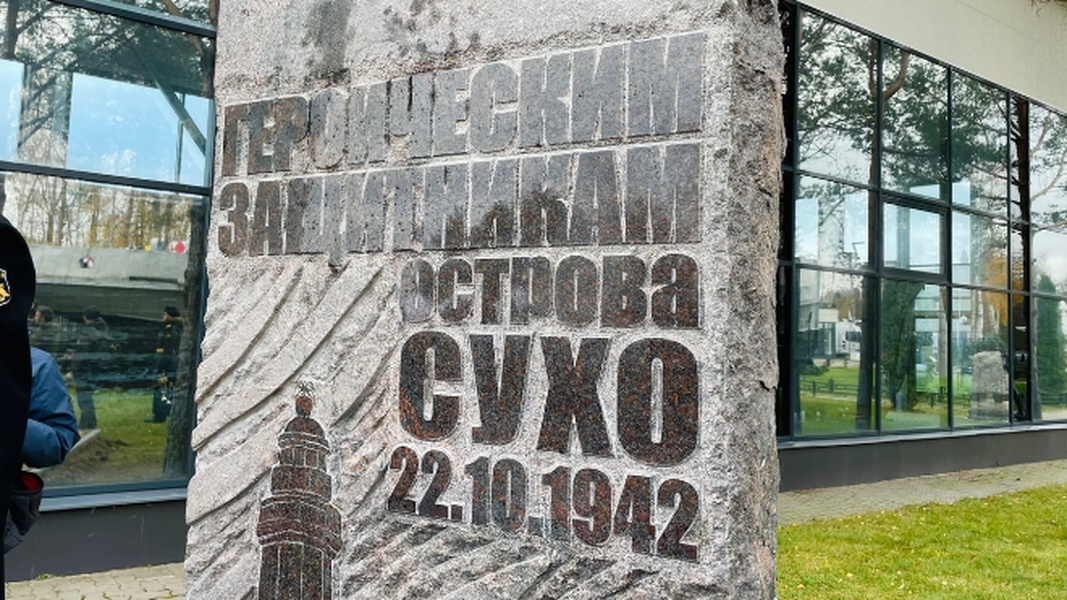 ГЕРОИЧЕСКИМ
ЗАЩИТНИКАМ
ОСТРОВА
СУХО
22.10.1942